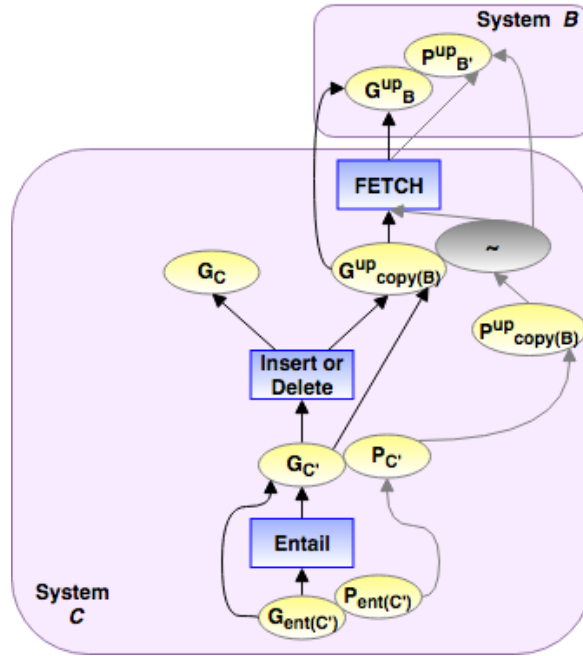 System B
P^up_B'
G^up_B
FETCH
G_C
G^up_copy(B)
~
P^up_copy(B)
Insert or
Delete
G_C'
P_C'
Entail
System
C
G_ent(C')
P_ent(C')